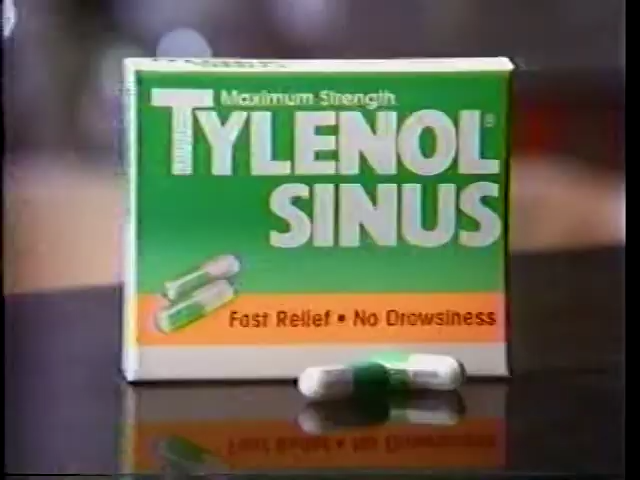 Maximum Strength
TYLENOL®
SINUS
Fast Relief • No Drowsiness